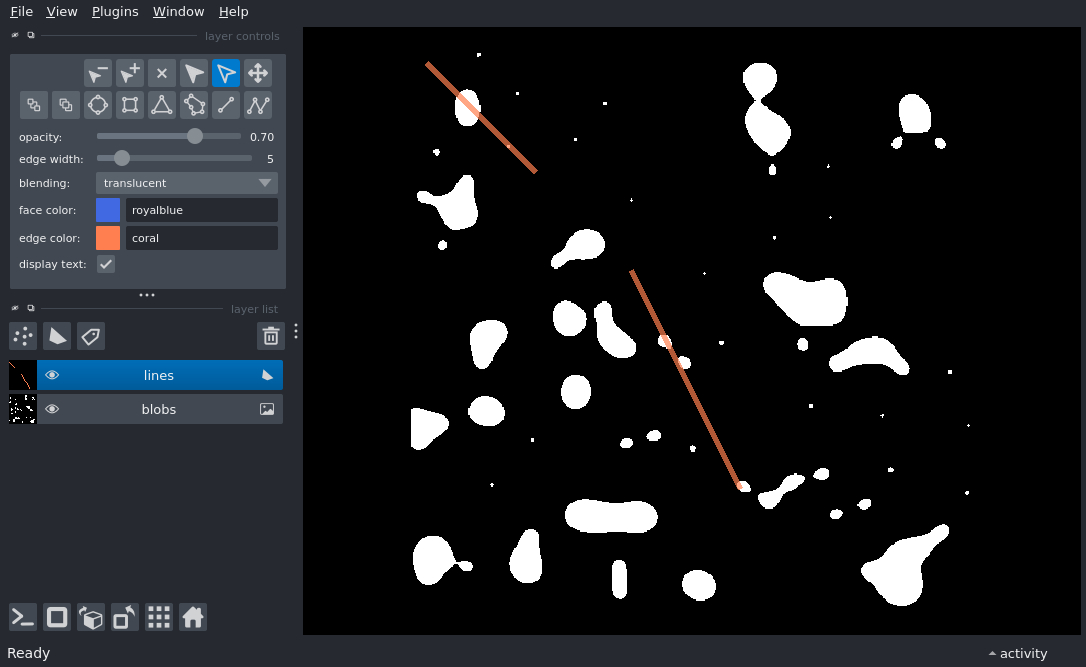 File View Plugins Window Help
layer controls
opacity: 0.70
edge width: 5
blending: translucent
face color: royalblue
edge color: coral
display text:
layer list
lines
blobs
Ready
activity